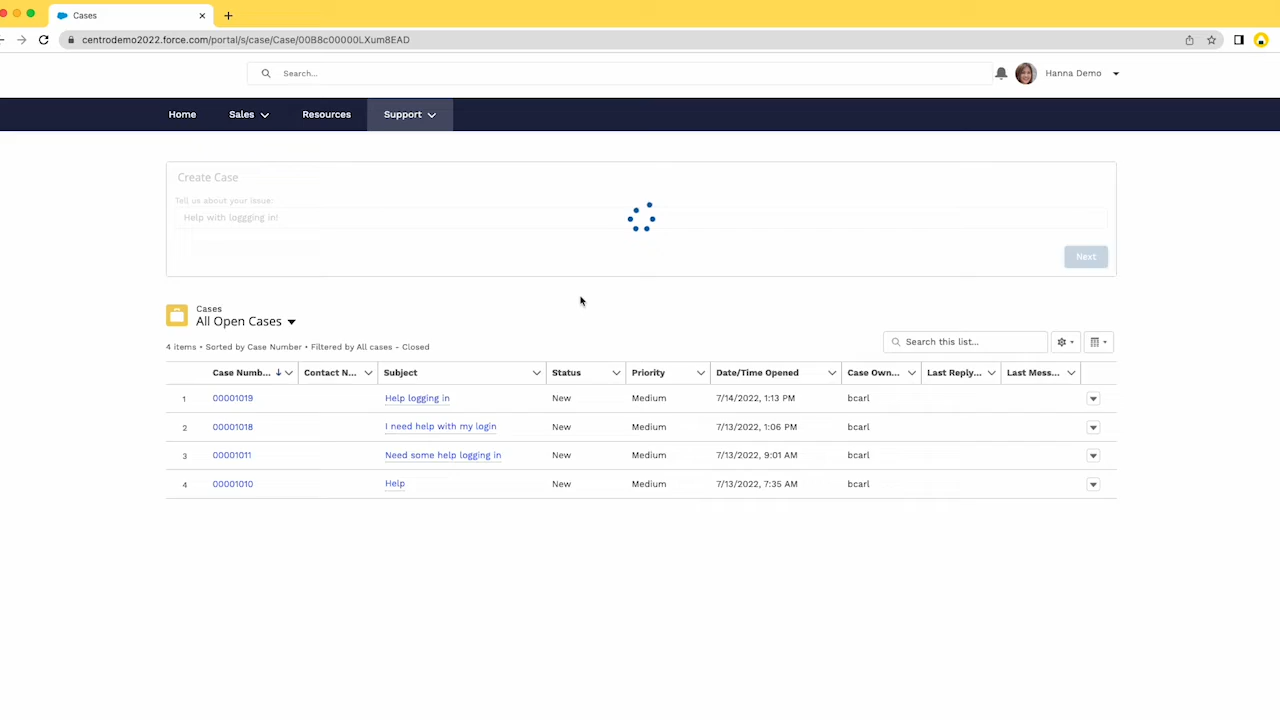 Cases
centrodemo2022.force.com/portal/s/case/Case/00B8c00000LXum8EAD
Search...
Hanna Demo
Home Sales Resources Support
Create Case
Tell us about your issue:
Help with loggging in!
Next
Cases
All Open Cases
4 items • Sorted by Case Number • Filtered by All cases - Closed
Search this list...
Case Numb... Contact N... Subject Status Priority Date/Time Opened Case Own... Last Reply... Last Mess...
1 00001019 Help logging in New Medium 7/14/2022, 1:13 PM bcarl
2 00001018 I need help with my login New Medium 7/13/2022, 1:06 PM bcarl
3 00001011 Need some help logging in New Medium 7/13/2022, 9:01 AM bcarl
4 00001010 Help New Medium 7/13/2022, 7:35 AM bcarl